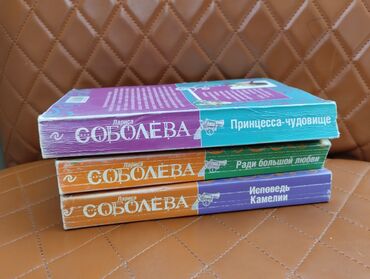 Лариса
СОБОЛЕВА Принцесса-чудовище
Лариса
СОБОЛЕВА Ради большой любви
Лариса
СОБОЛЕВА Исповедь
Камелии